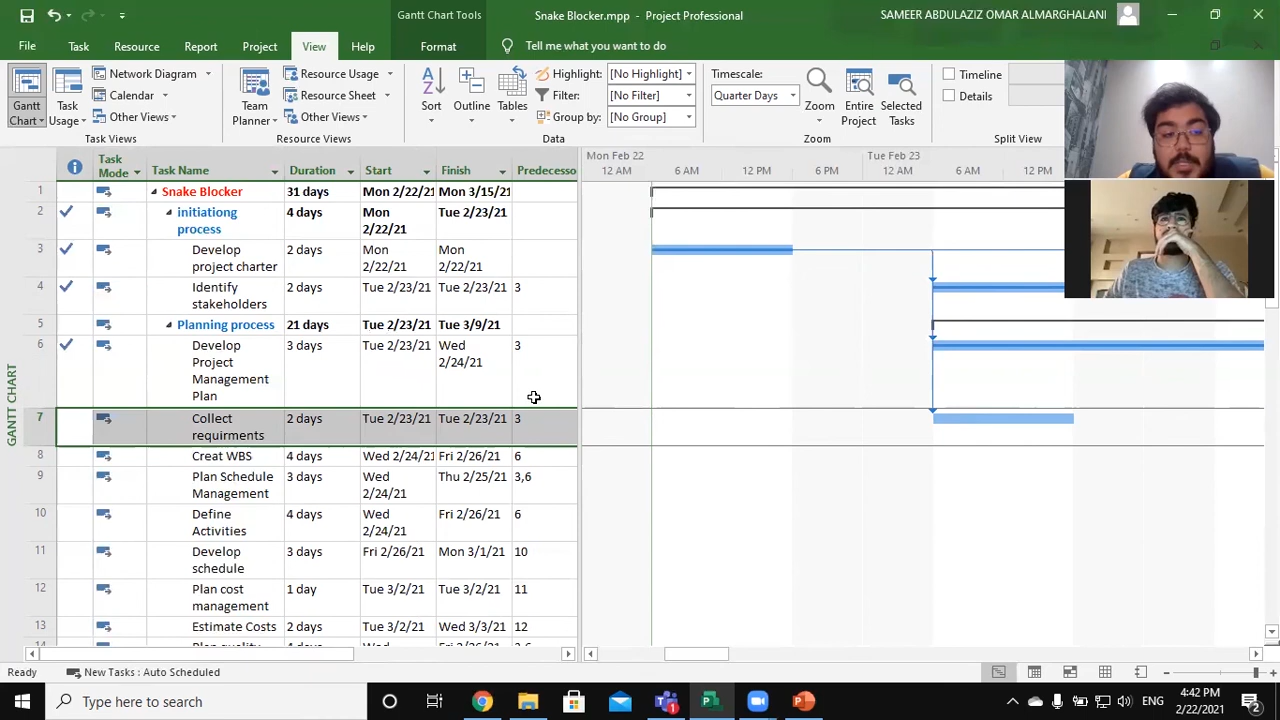 Gantt Chart Tools
Snake Blocker.mpp - Project Professional
SAMEER ABDULAZIZ OMAR ALMARGHALANI
File Task Resource Report Project View Help Format Tell me what you want to do
Gantt Chart
Task Usage
Network Diagram
Calendar
Other Views
Task Views
Team Planner
Resource Usage
Resource Sheet
Other Views
Resource Views
Sort
Outline
Tables
Highlight: [No Highlight]
Filter: [No Filter]
Group by: [No Group]
Data
Timescale:
Quarter Days
Zoom
Entire Project
Selected Tasks
Zoom
Timeline
Details
Split View
Task Mode
Task Name
Duration
Start
Finish
Predecesso
Mon Feb 22
Tue Feb 23
12 AM 6 AM 12 PM 6 PM 12 AM 6 AM 12 PM
GANTT CHART
1 Snake Blocker 31 days Mon 2/22/21 Mon 3/15/21
2 initiationg process 4 days Mon 2/22/21 Tue 2/23/21
3 Develop project charter 2 days Mon 2/22/21 Mon 2/22/21
4 Identify stakeholders 2 days Tue 2/23/21 Tue 2/23/21 3
5 Planning process 21 days Tue 2/23/21 Tue 3/9/21
6 Develop Project Management Plan 3 days Tue 2/23/21 Wed 2/24/21 3
7 Collect requirments 2 days Tue 2/23/21 Tue 2/23/21 3
8 Creat WBS 4 days Wed 2/24/21 Fri 2/26/21 6
9 Plan Schedule Management 3 days Wed 2/24/21 Thu 2/25/21 3,6
10 Define Activities 4 days Wed 2/24/21 Fri 2/26/21 6
11 Develop schedule 3 days Fri 2/26/21 Mon 3/1/21 10
12 Plan cost management 1 day Tue 3/2/21 Tue 3/2/21 11
13 Estimate Costs 2 days Tue 3/2/21 Wed 3/3/21 12
Ready New Tasks : Auto Scheduled
Type here to search
ENG
4:42 PM
2/22/2021
2